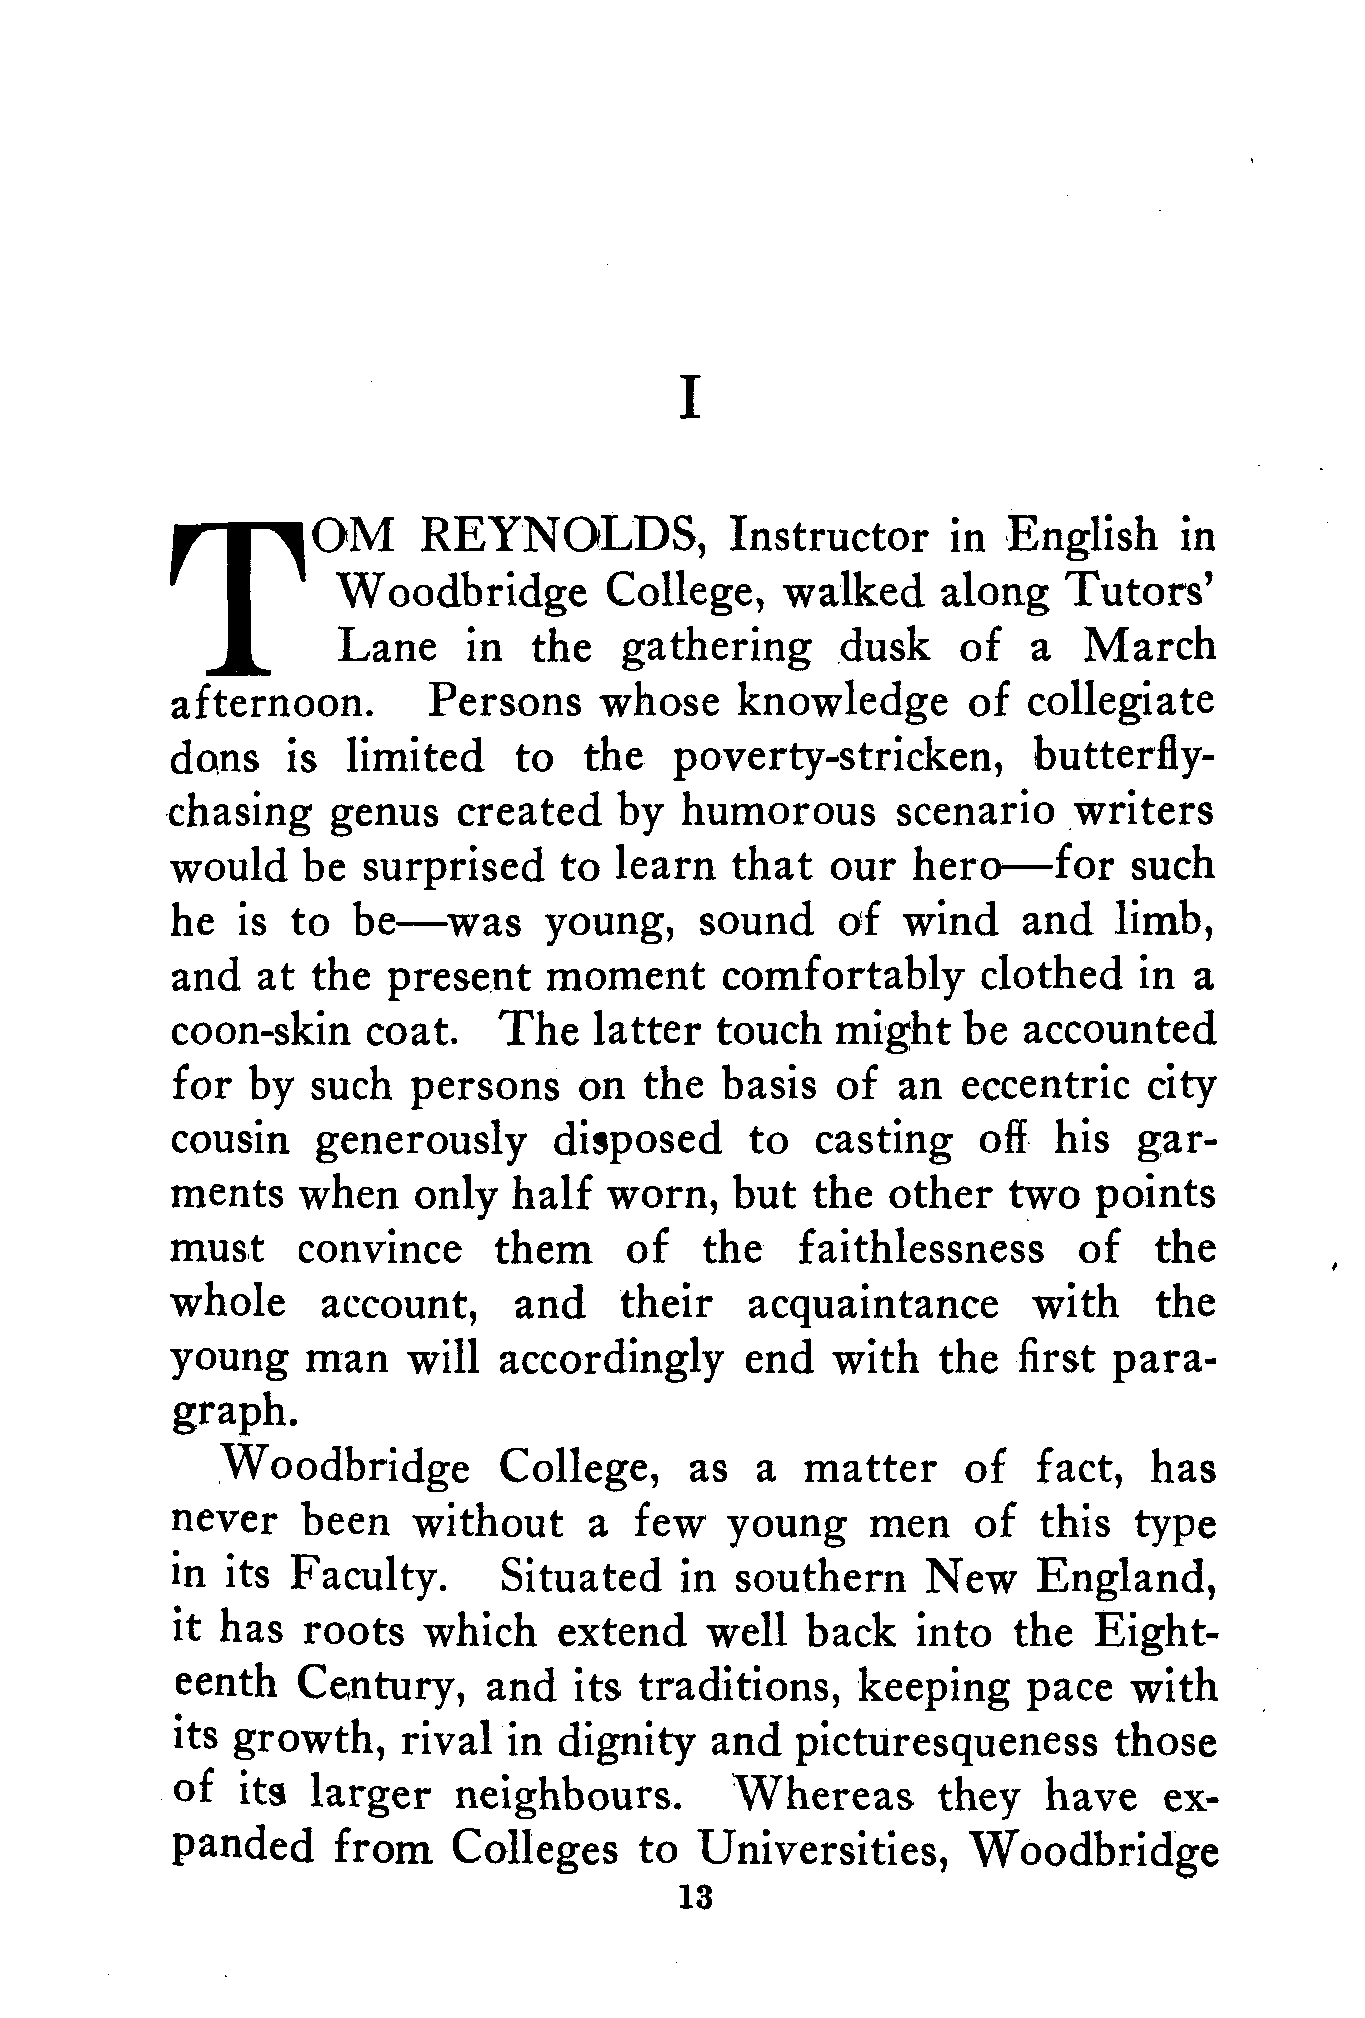 I
TOM REYNOLDS, Instructor in English in
Woodbridge College, walked along Tutors'
Lane in the gathering dusk of a March
afternoon. Persons whose knowledge of collegiate
dons is limited to the poverty-stricken, butterfly-
chasing genus created by humorous scenario writers
would be surprised to learn that our hero—for such
he is to be—was young, sound of wind and limb,
and at the present moment comfortably clothed in a
coon-skin coat. The latter touch might be accounted
for by such persons on the basis of an eccentric city
cousin generously disposed to casting off his gar-
ments when only half worn, but the other two points
must convince them of the faithlessness of the
whole account, and their acquaintance with the
young man will accordingly end with the first para-
graph.
Woodbridge College, as a matter of fact, has
never been without a few young men of this type
in its Faculty. Situated in southern New England,
it has roots which extend well back into the Eight-
eenth Century, and its traditions, keeping pace with
its growth, rival in dignity and picturesqueness those
of its larger neighbours. Whereas they have ex-
panded from Colleges to Universities, Woodbridge
13